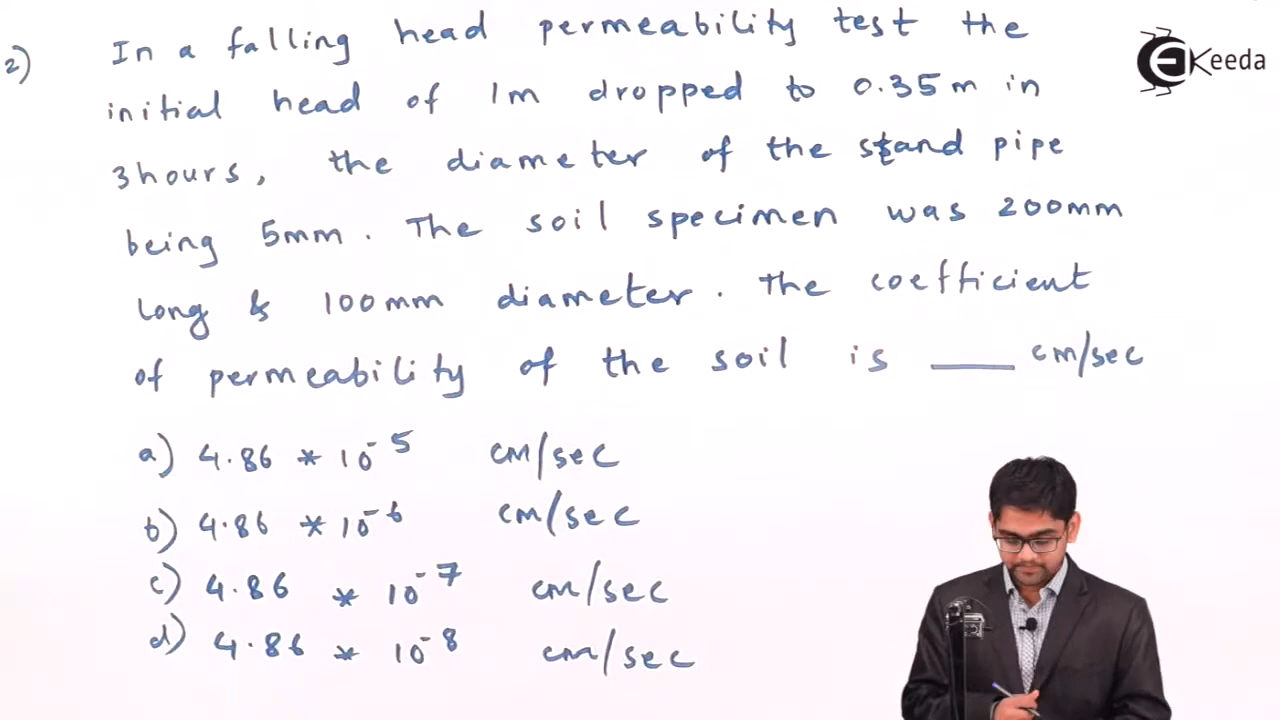 2) In a falling head permeability test the
initial head of 1m dropped to 0.35m in
3hours, the diameter of the stand pipe
being 5mm. The soil specimen was 200mm
long & 100mm diameter. The coefficient
of permeability of the soil is ___ cm/sec
a) 4.86 * 10⁻⁵ cm/sec
b) 4.86 * 10⁻⁶ cm/sec
c) 4.86 * 10⁻⁷ cm/sec
d) 4.86 * 10⁻⁸ cm/sec
EKeeda